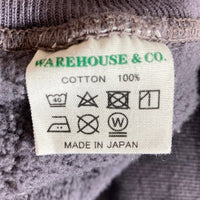 WAREHOUSE & CO.
COTTON 100%
40
MADE IN JAPAN